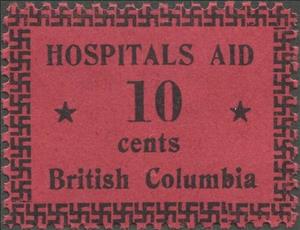 HOSPITALS AID
10
cents
British Columbia